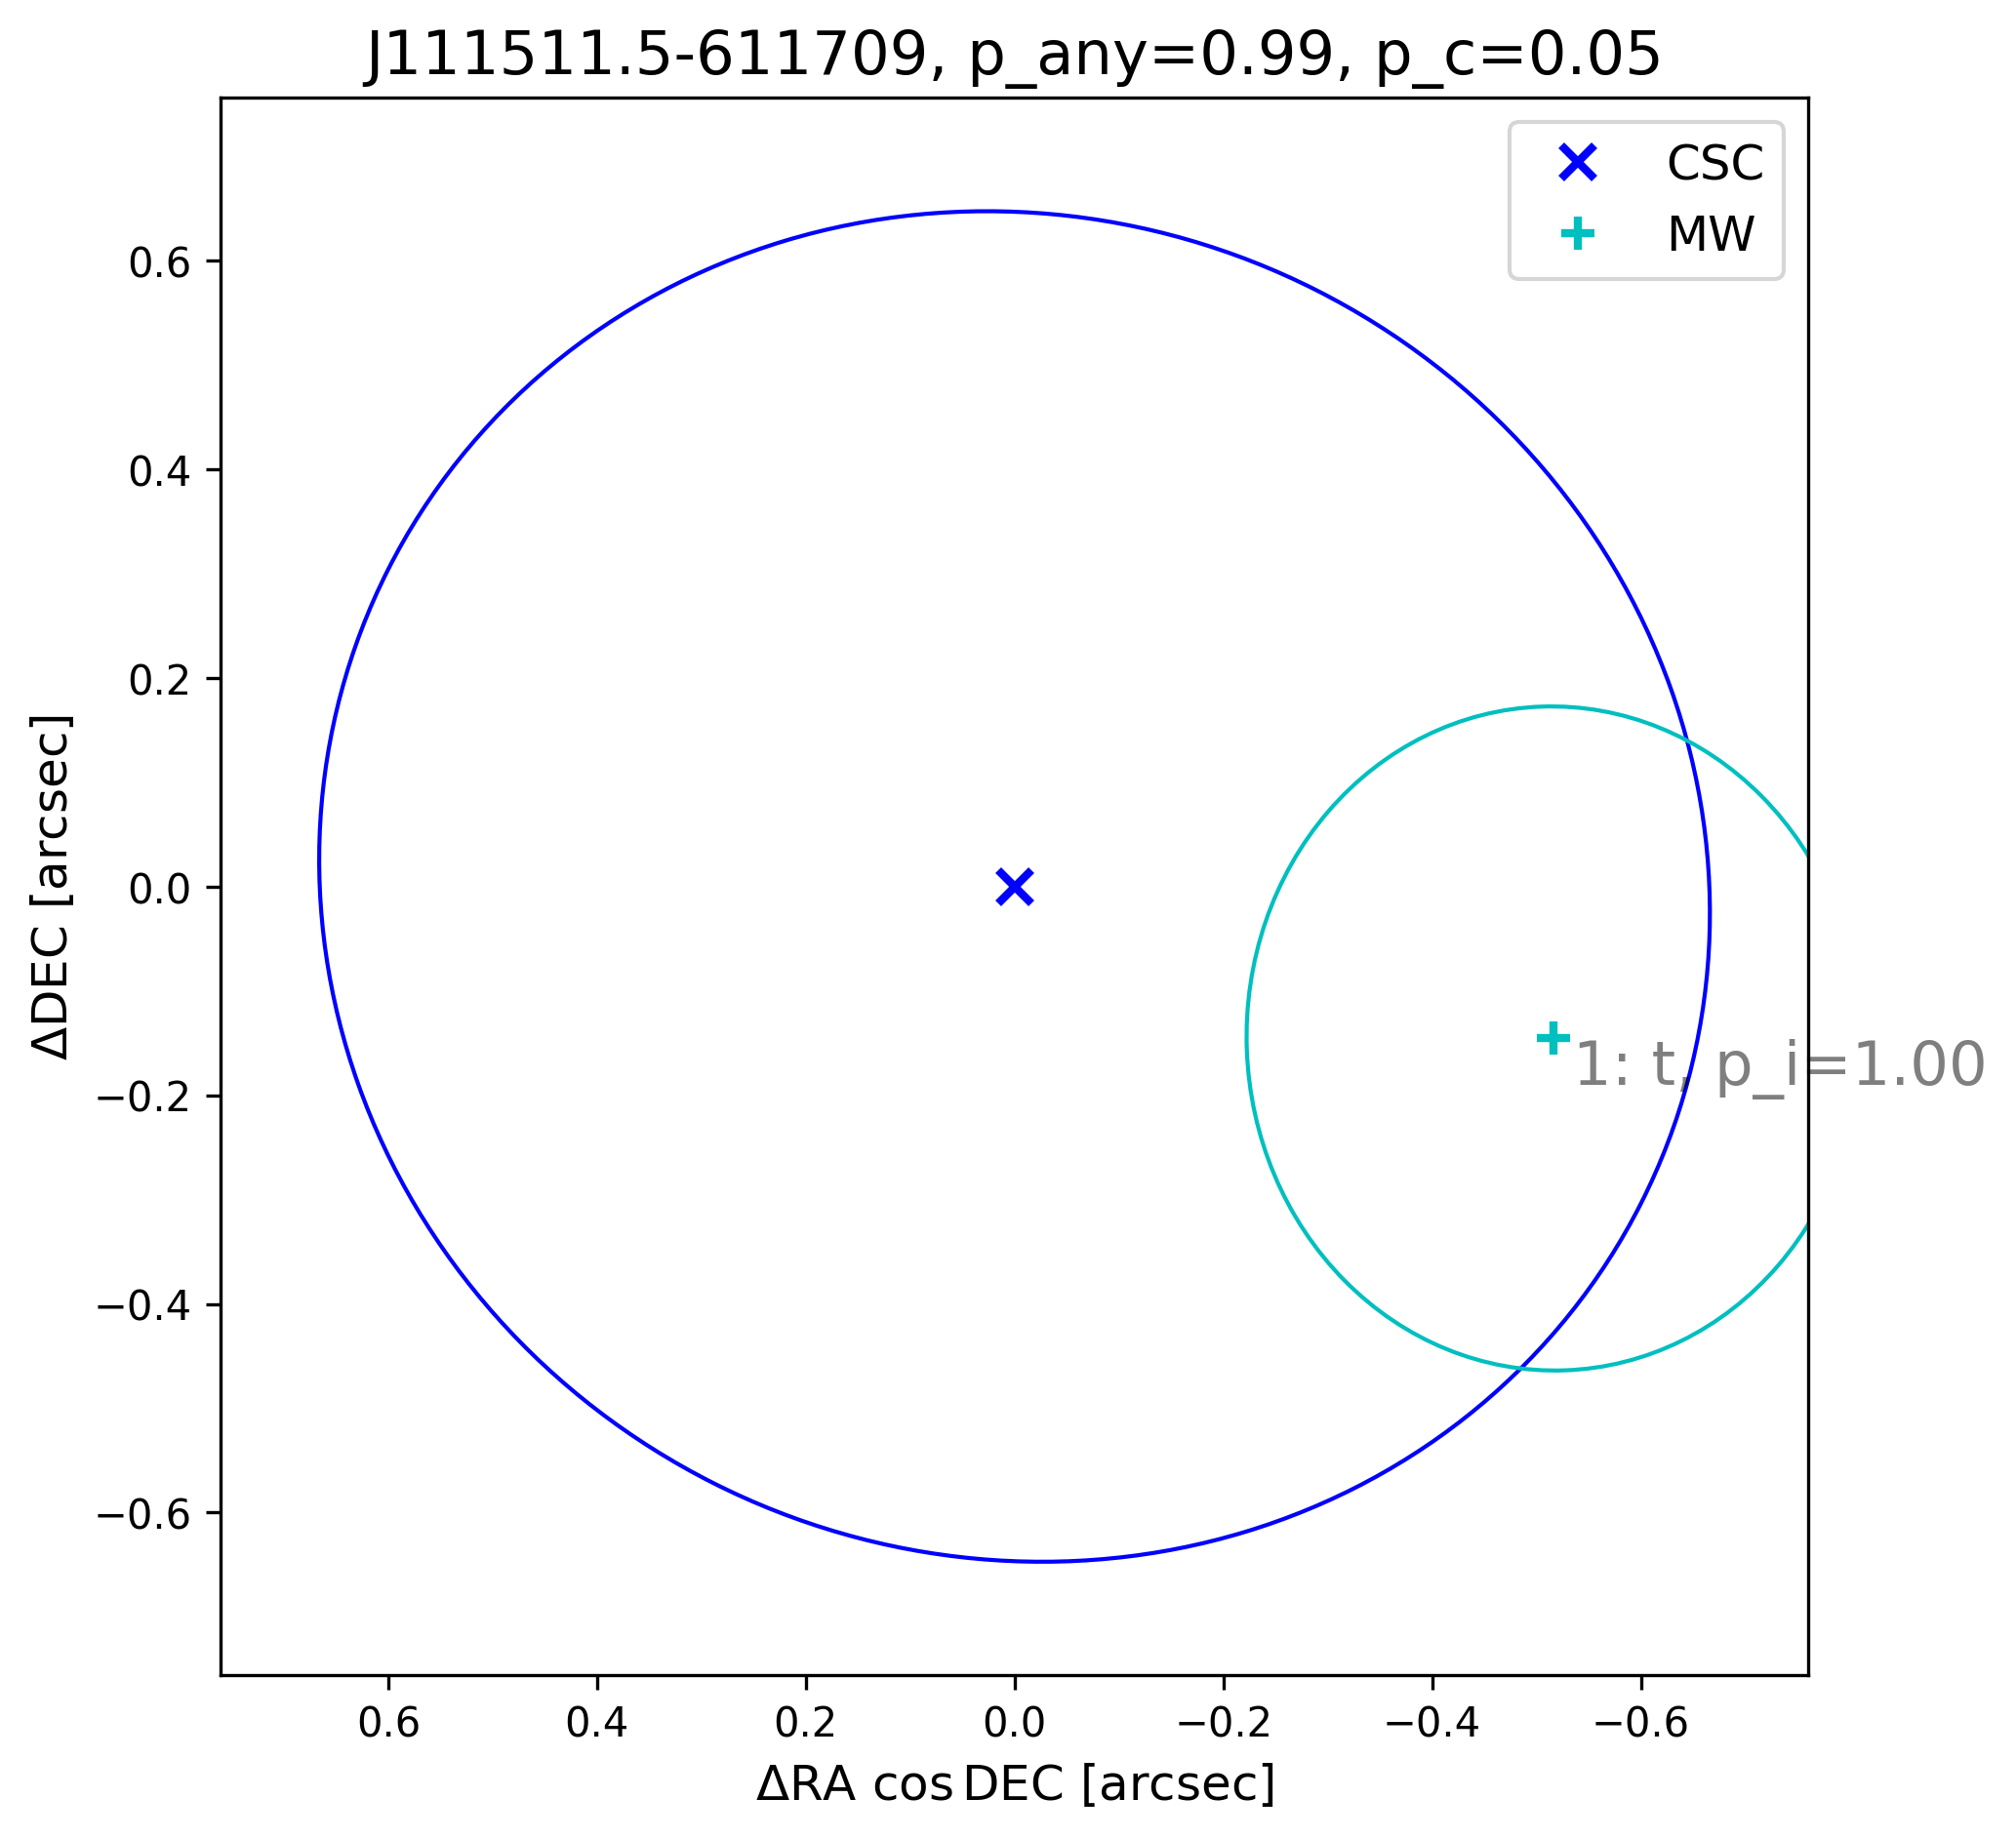 J111511.5-611709, p_any=0.99, p_c=0.05
CSC
MW
0.6
0.4
0.2
0.0
−0.2
−0.4
−0.6
ΔDEC [arcsec]
1: t, p_i=1.00
0.6 0.4 0.2 0.0 −0.2 −0.4 −0.6
ΔRA cos DEC [arcsec]